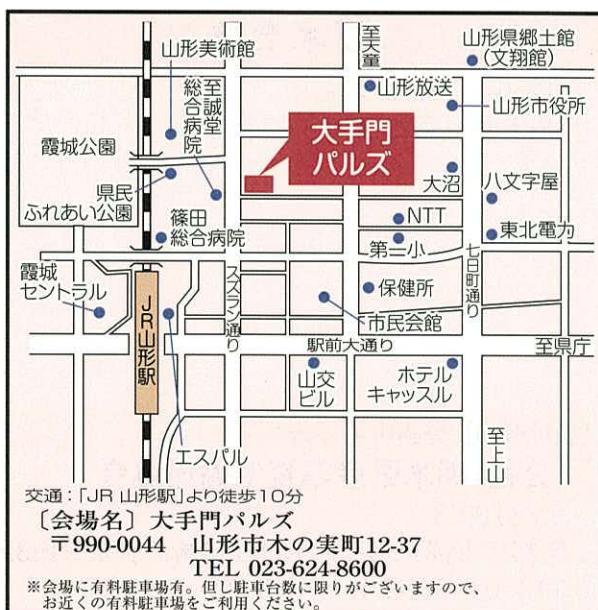 山形美術館
至誠堂
総合病院
至天童
山形県郷土館
(文翔館)
山形放送
山形市役所
霞城公園
大手門
パルズ
大沼
八文字屋
県民
ふれあい公園
篠田
総合病院
NTT
第一小
東北電力
霞城
セントラル
スズラン通り
七日町通り
保健所
市民会館
JR山形駅
駅前大通り
至県庁
山交
ビル
ホテル
キャッスル
エスパル
至上山
交通:「JR 山形駅」より徒歩10分
〔会場名〕大手門パルズ
〒990-0044 山形市木の実町12-37
TEL 023-624-8600
※会場に有料駐車場有。但し駐車台数に限りがございますので、
お近くの有料駐車場をご利用ください。